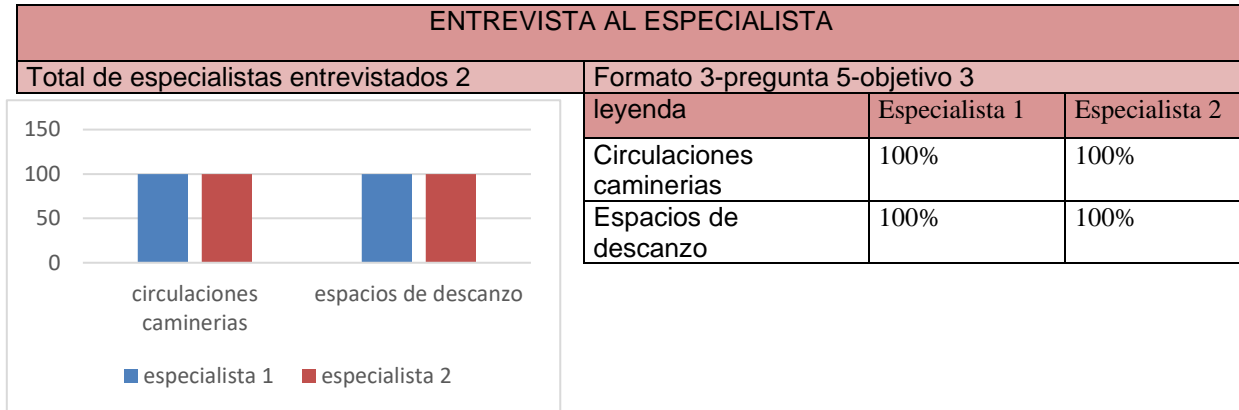 ENTREVISTA AL ESPECIALISTA
Total de especialistas entrevistados 2
Formato 3-pregunta 5-objetivo 3
150
100
50
0
circulaciones
caminerias
espacios de descanzo
especialista 1
especialista 2
leyenda
Especialista 1
Especialista 2
Circulaciones
caminerias
100%
100%
Espacios de
descanzo
100%
100%